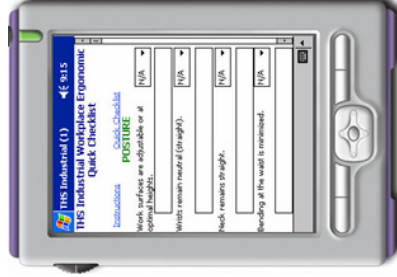 THS Industrial (1) 9:15
THS Industrial Workplace Ergonomic
Quick Checklist
Instructions Quick Checklist
POSTURE
Work surfaces are adjustable or at
optimal heights.
N/A
Wrists remain neutral (straight).
N/A
Neck remains straight.
N/A
Bending at the waist is minimized.
N/A